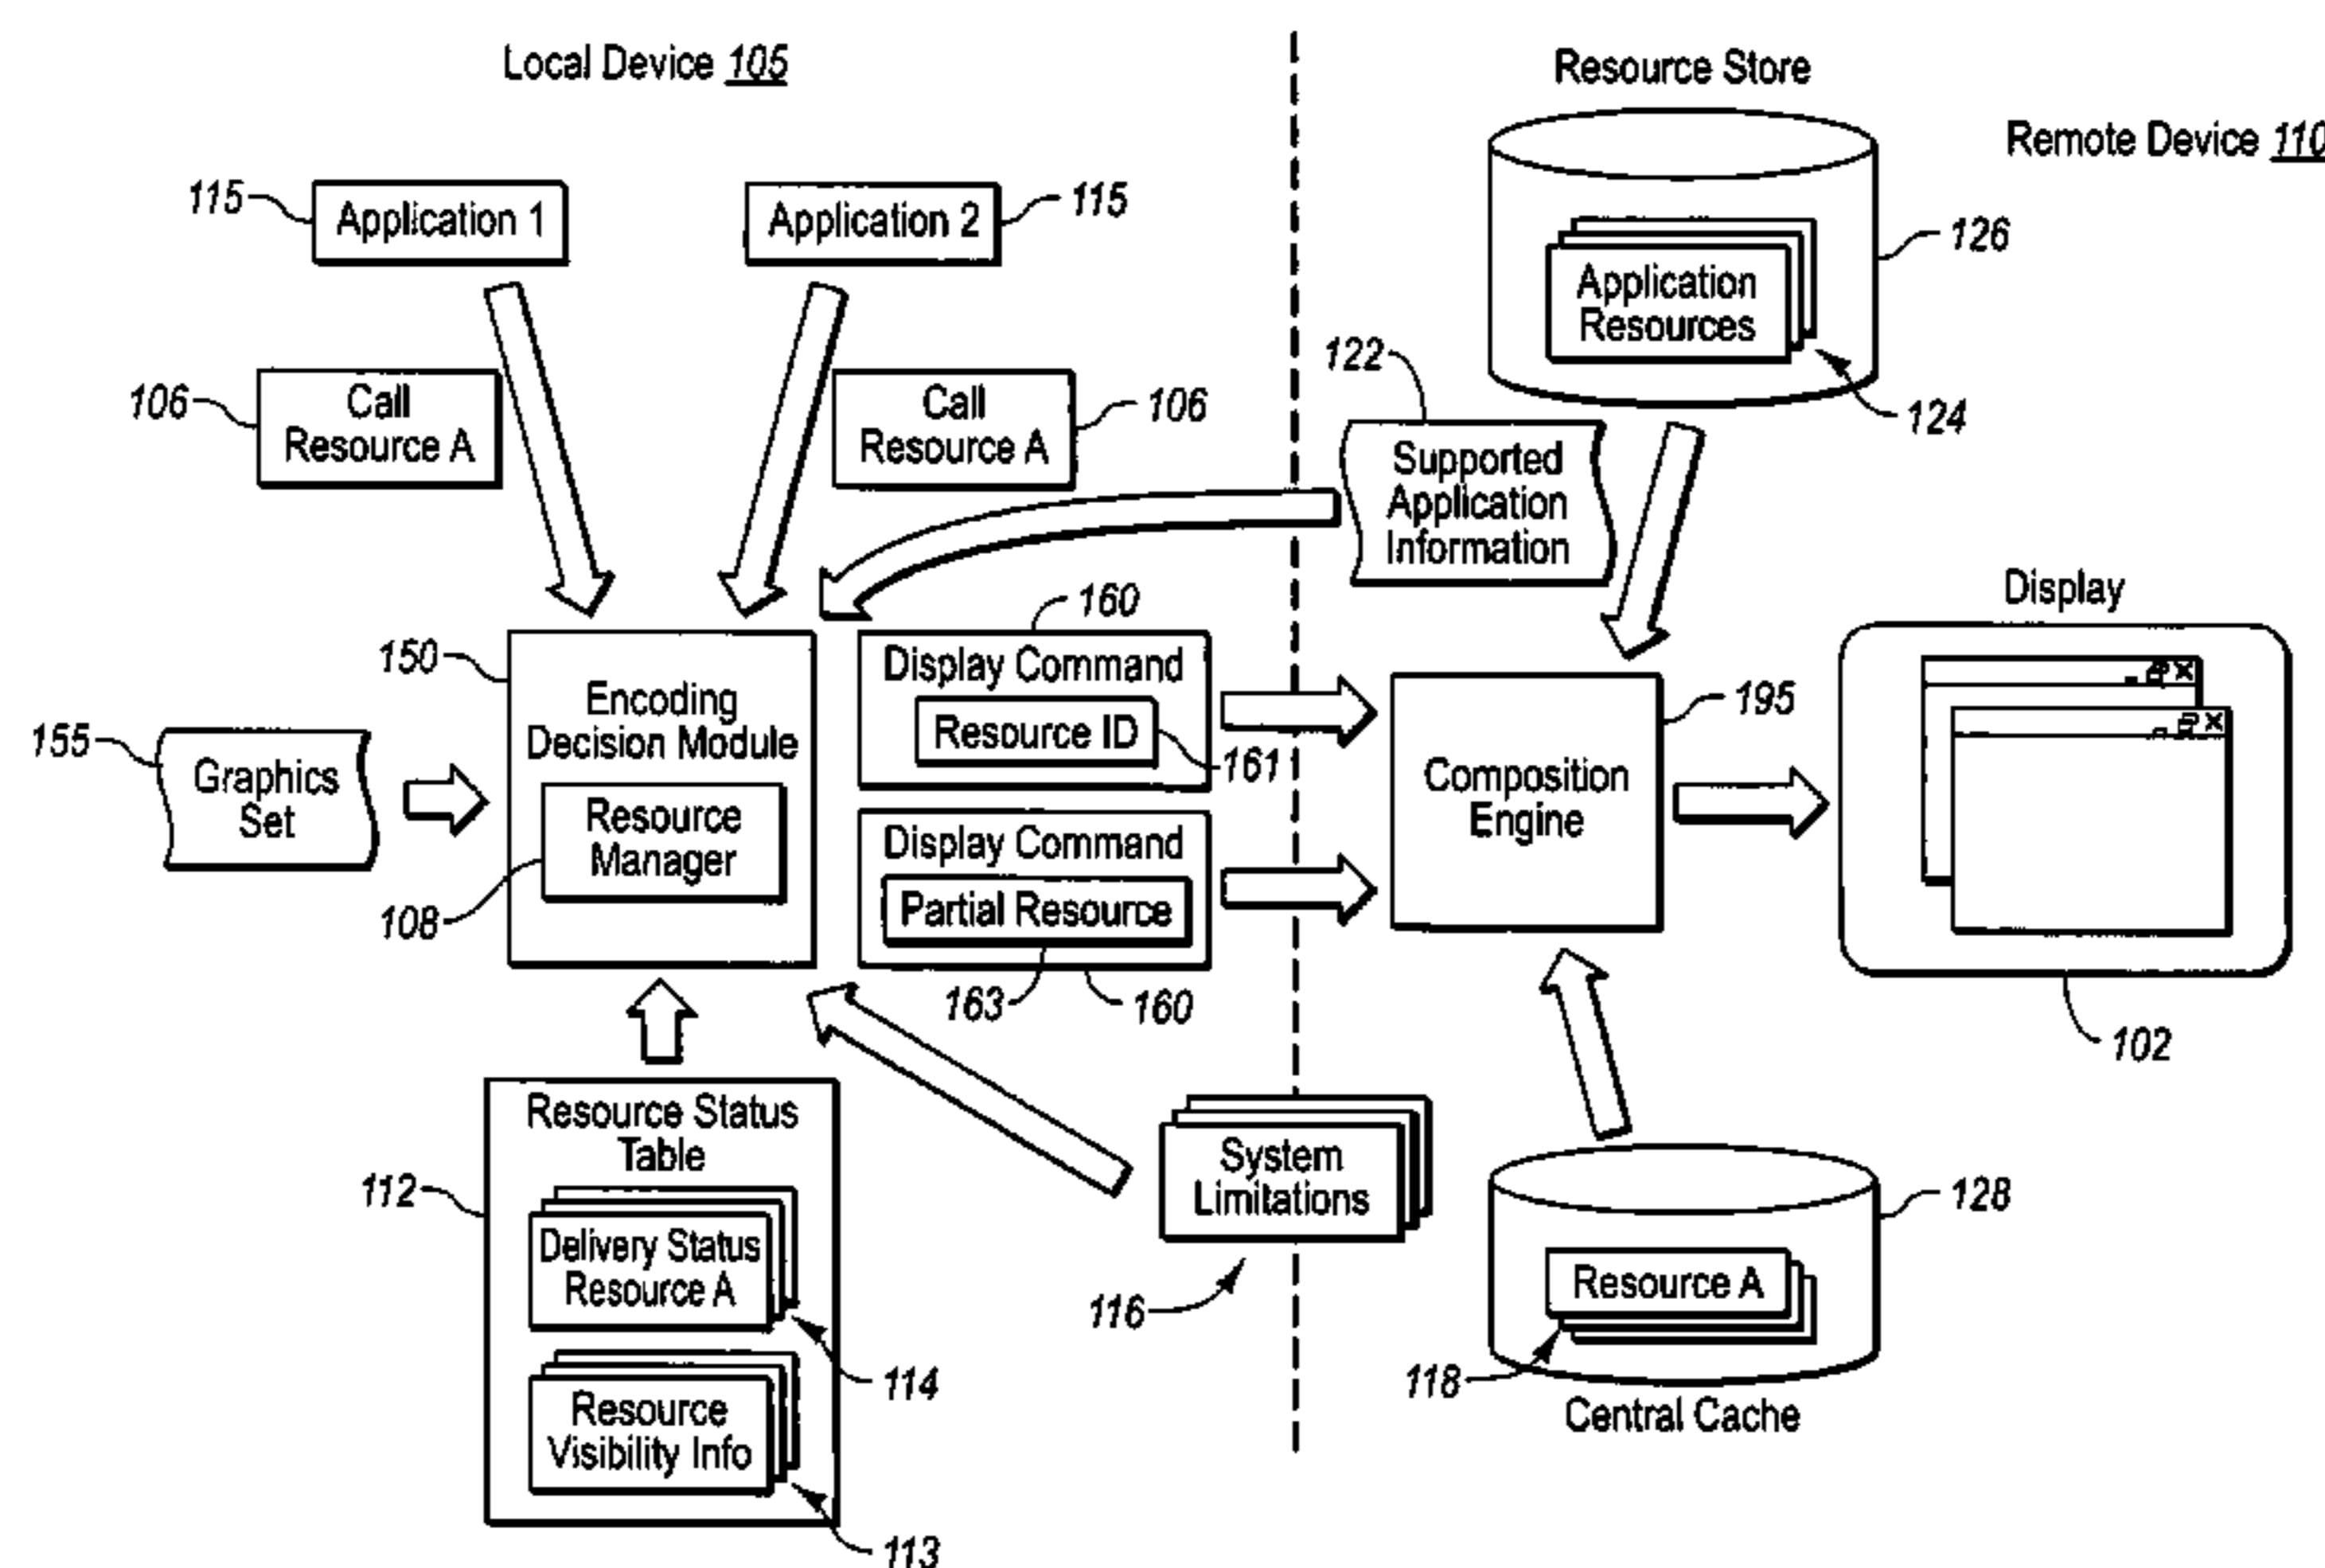 Local Device 105
Resource Store
Remote Device 110
115
Application 1
Application 2
115
126
Application
Resources
124
106
Call
Resource A
Call
Resource A
106
122
Supported
Application
Information
Display
150
Encoding
Decision Module
Resource
Manager
108
155
Graphics
Set
160
Display Command
Resource ID
161
Display Command
Partial Resource
163
160
195
Composition
Engine
102
Resource Status
Table
112
Delivery Status
Resource A
114
Resource
Visibility Info
113
System
Limitations
116
128
Resource A
118
Central Cache